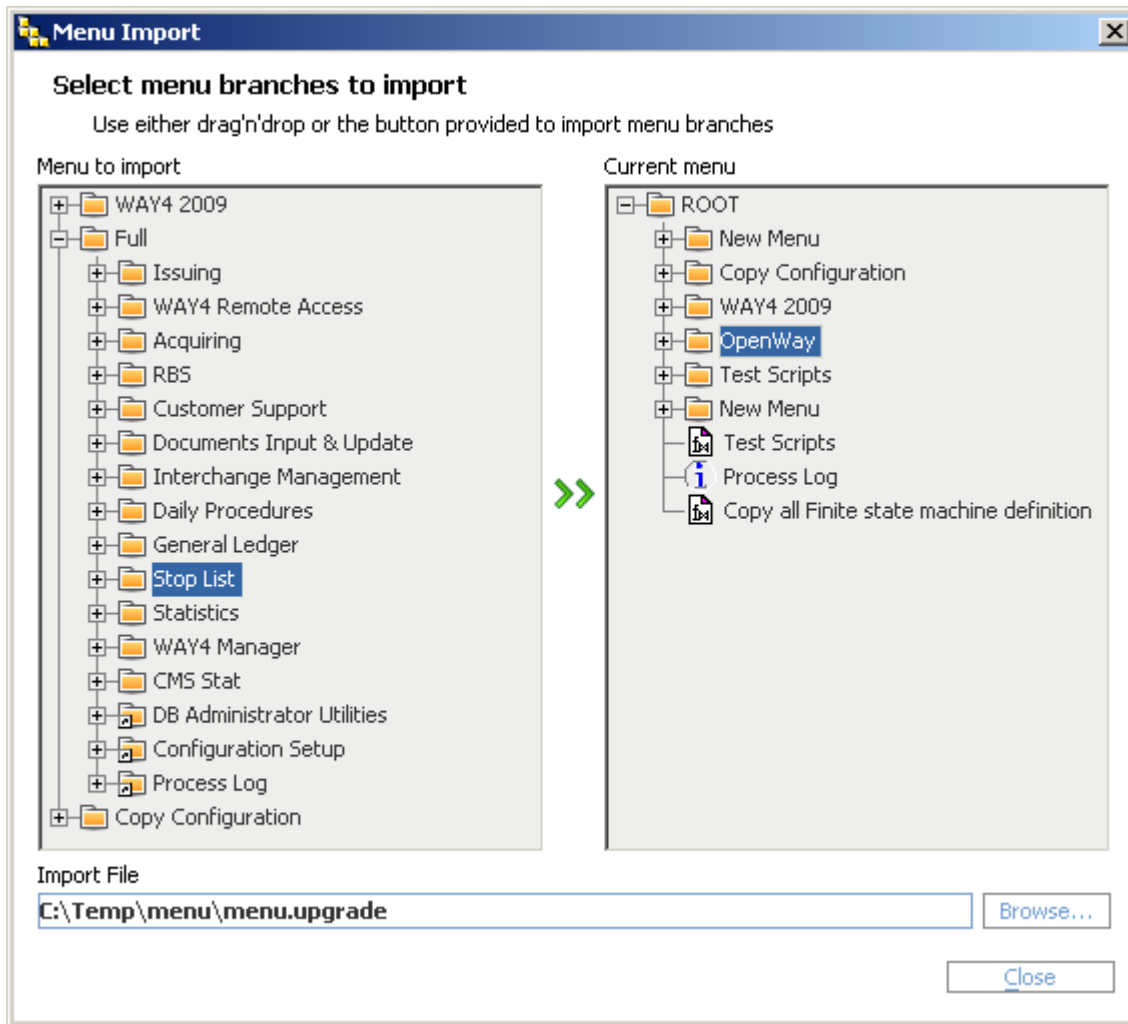 Menu Import
Select menu branches to import
Use either drag'n'drop or the button provided to import menu branches
Menu to import
WAY4 2009
Full
Issuing
WAY4 Remote Access
Acquiring
RBS
Customer Support
Documents Input & Update
Interchange Management
Daily Procedures
General Ledger
Stop List
Statistics
WAY4 Manager
CMS Stat
DB Administrator Utilities
Configuration Setup
Process Log
Copy Configuration
Current menu
ROOT
New Menu
Copy Configuration
WAY4 2009
OpenWay
Test Scripts
New Menu
Test Scripts
Process Log
Copy all Finite state machine definition
Import File
C:\Temp\menu\menu.upgrade
Browse...
Close